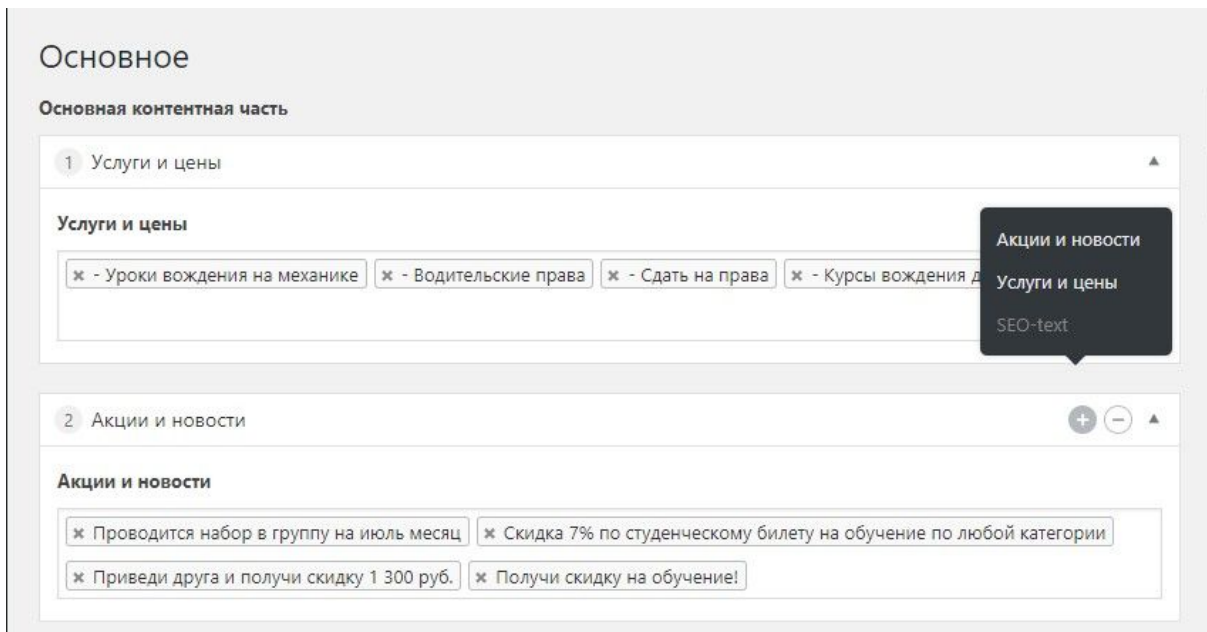 Основное
Основная контентная часть
1 Услуги и цены
Услуги и цены
- Уроки вождения на механике - Водительские права - Сдать на права - Курсы вождения
Акции и новости
Услуги и цены
SEO-text
2 Акции и новости
Акции и новости
Проводится набор в группу на июль месяц Скидка 7% по студенческому билету на обучение по любой категории
Приведи друга и получи скидку 1 300 руб. Получи скидку на обучение!